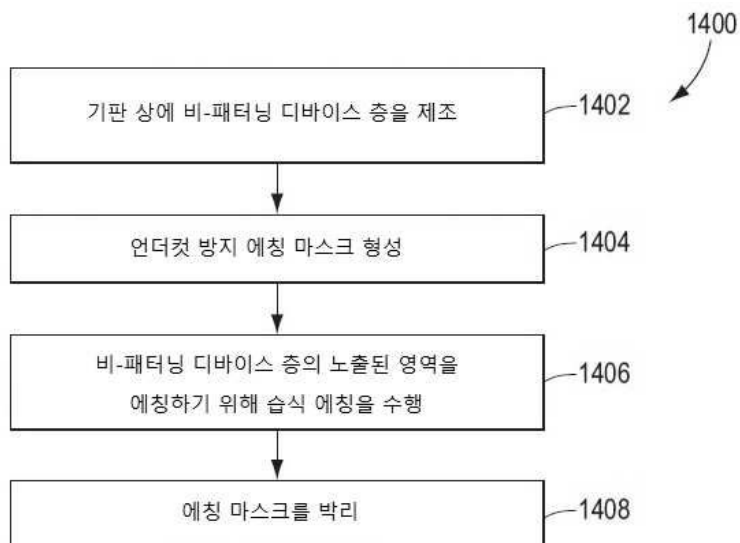 1400
기판 상에 비-패터닝 디바이스 층을 제조
1402
언더컷 방지 에칭 마스크 형성
1404
비-패터닝 디바이스 층의 노출된 영역을
에칭하기 위해 습식 에칭을 수행
1406
에칭 마스크를 박리
1408